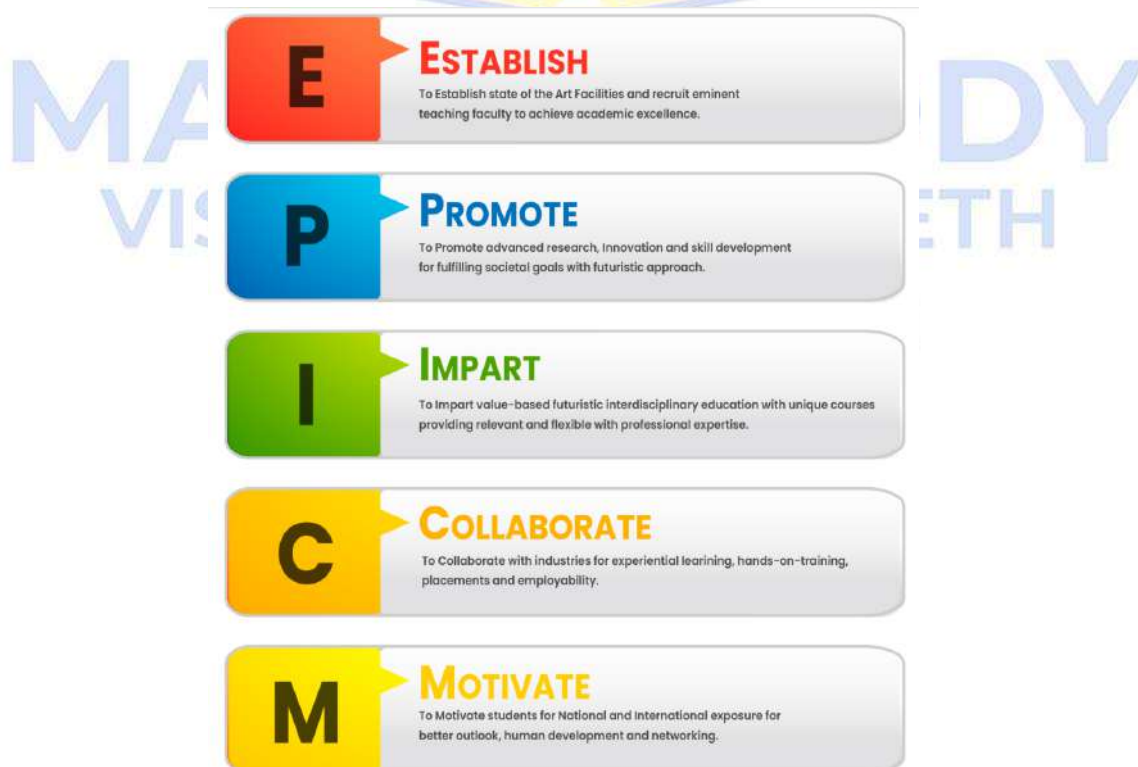 E
ESTABLISH
To Establish state of the Art Facilities and recruit eminent
teaching faculty to achieve academic excellence.
P
PROMOTE
To Promote advanced research, Innovation and skill development
for fulfilling societal goals with futuristic approach.
I
IMPART
To Impart value-based futuristic interdisciplinary education with unique courses
providing relevant and flexible with professional expertise.
C
COLLABORATE
To Collaborate with industries for experiential learining, hands-on-training,
placements and employability.
M
MOTIVATE
To Motivate students for National and International exposure for
better outlook, human development and networking.